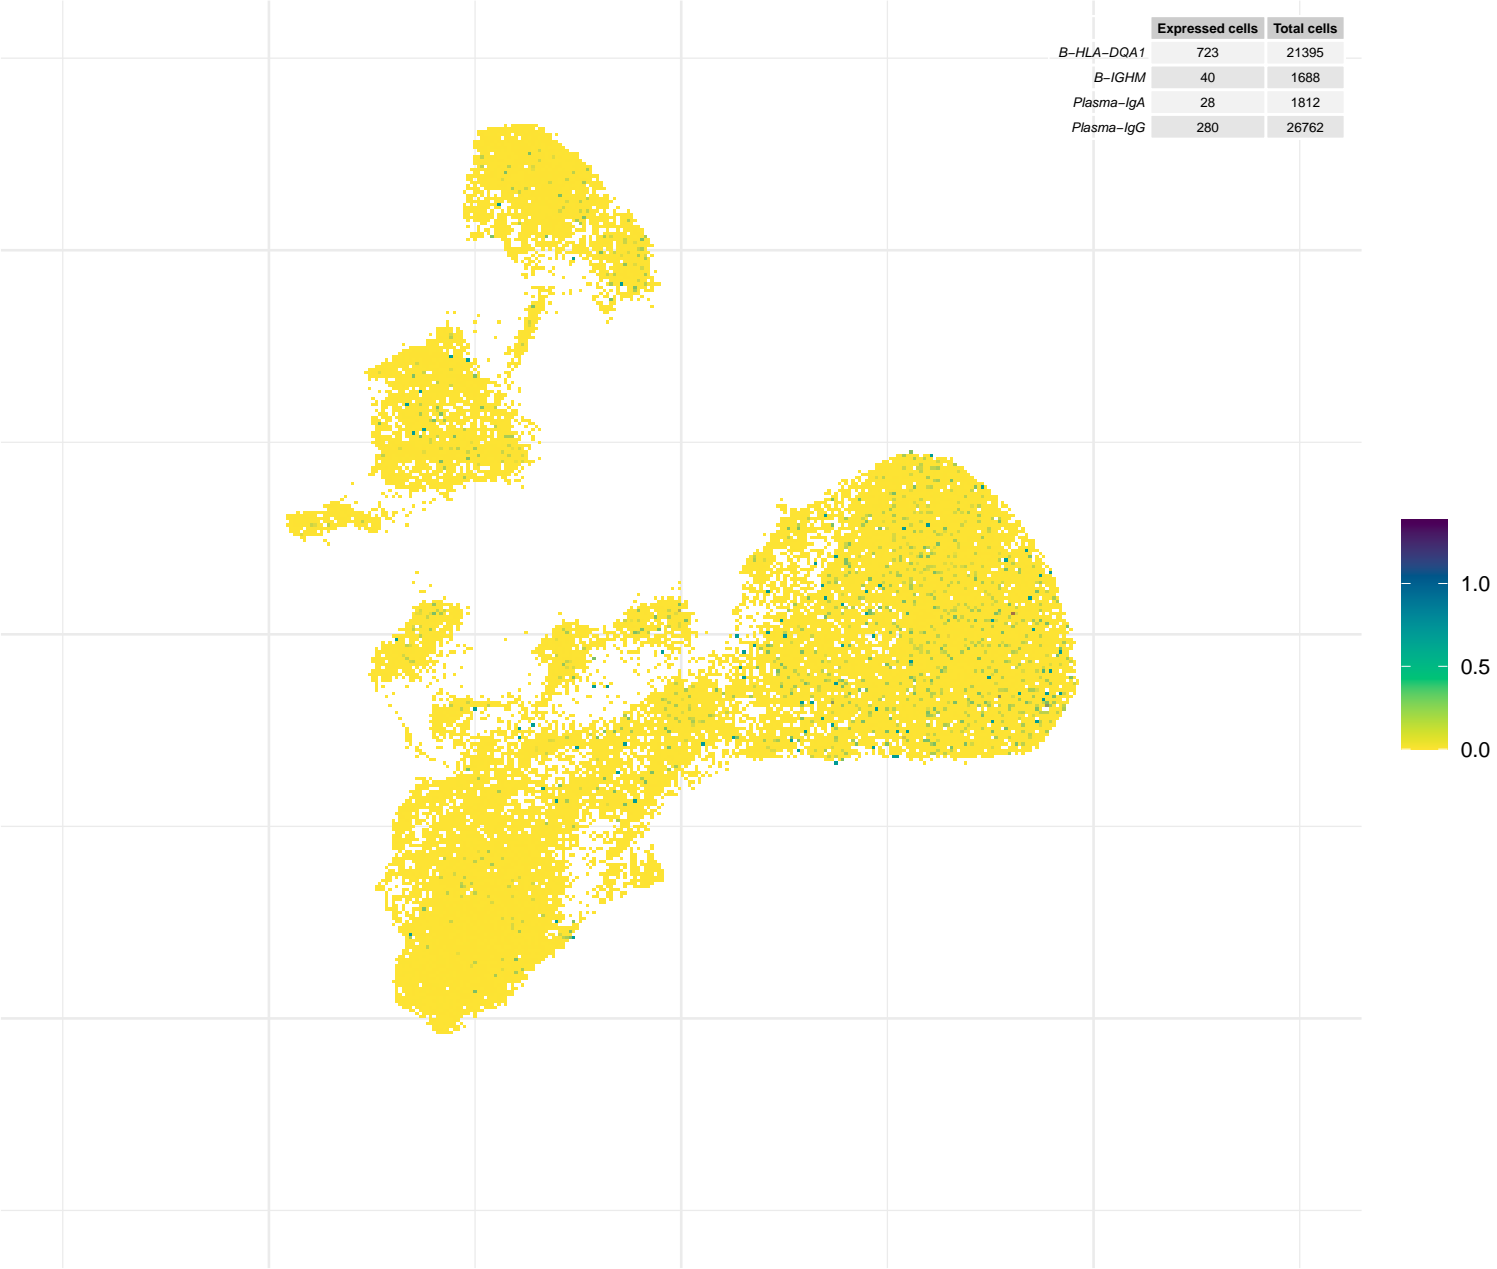 Expressed cells Total cells
B−HLA−DQA1 723 21395
B−IGHM 40 1688
Plasma−IgA 28 1812
Plasma−IgG 280 26762
1.0
0.5
0.0